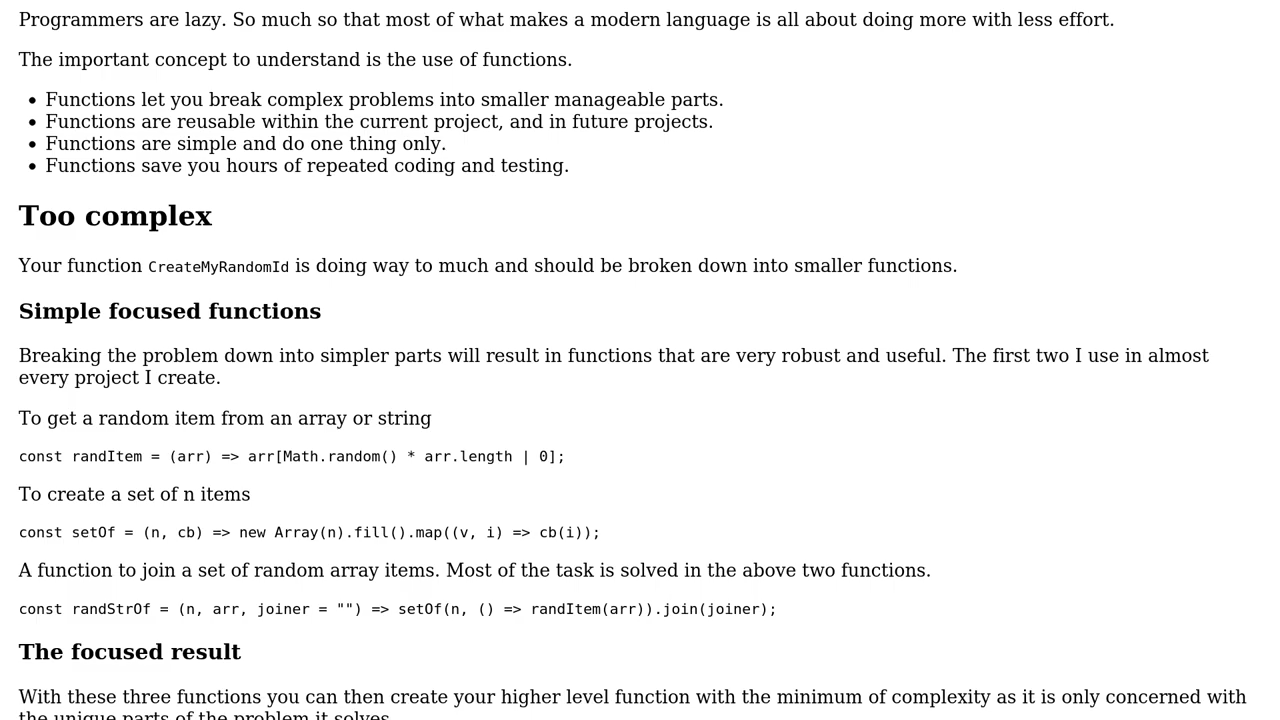 Programmers are lazy. So much so that most of what makes a modern language is all about doing more with less effort.
The important concept to understand is the use of functions.
• Functions let you break complex problems into smaller manageable parts.
• Functions are reusable within the current project, and in future projects.
• Functions are simple and do one thing only.
• Functions save you hours of repeated coding and testing.
Too complex
Your function CreateMyRandomId is doing way to much and should be broken down into smaller functions.
Simple focused functions
Breaking the problem down into simpler parts will result in functions that are very robust and useful. The first two I use in almost
every project I create.
To get a random item from an array or string
const randItem = (arr) => arr[Math.random() * arr.length | 0];
To create a set of n items
const setOf = (n, cb) => new Array(n).fill().map((v, i) => cb(i));
A function to join a set of random array items. Most of the task is solved in the above two functions.
const randStrOf = (n, arr, joiner = "") => setOf(n, () => randItem(arr)).join(joiner);
The focused result
With these three functions you can then create your higher level function with the minimum of complexity as it is only concerned with
the unique parts of the problem it solves.